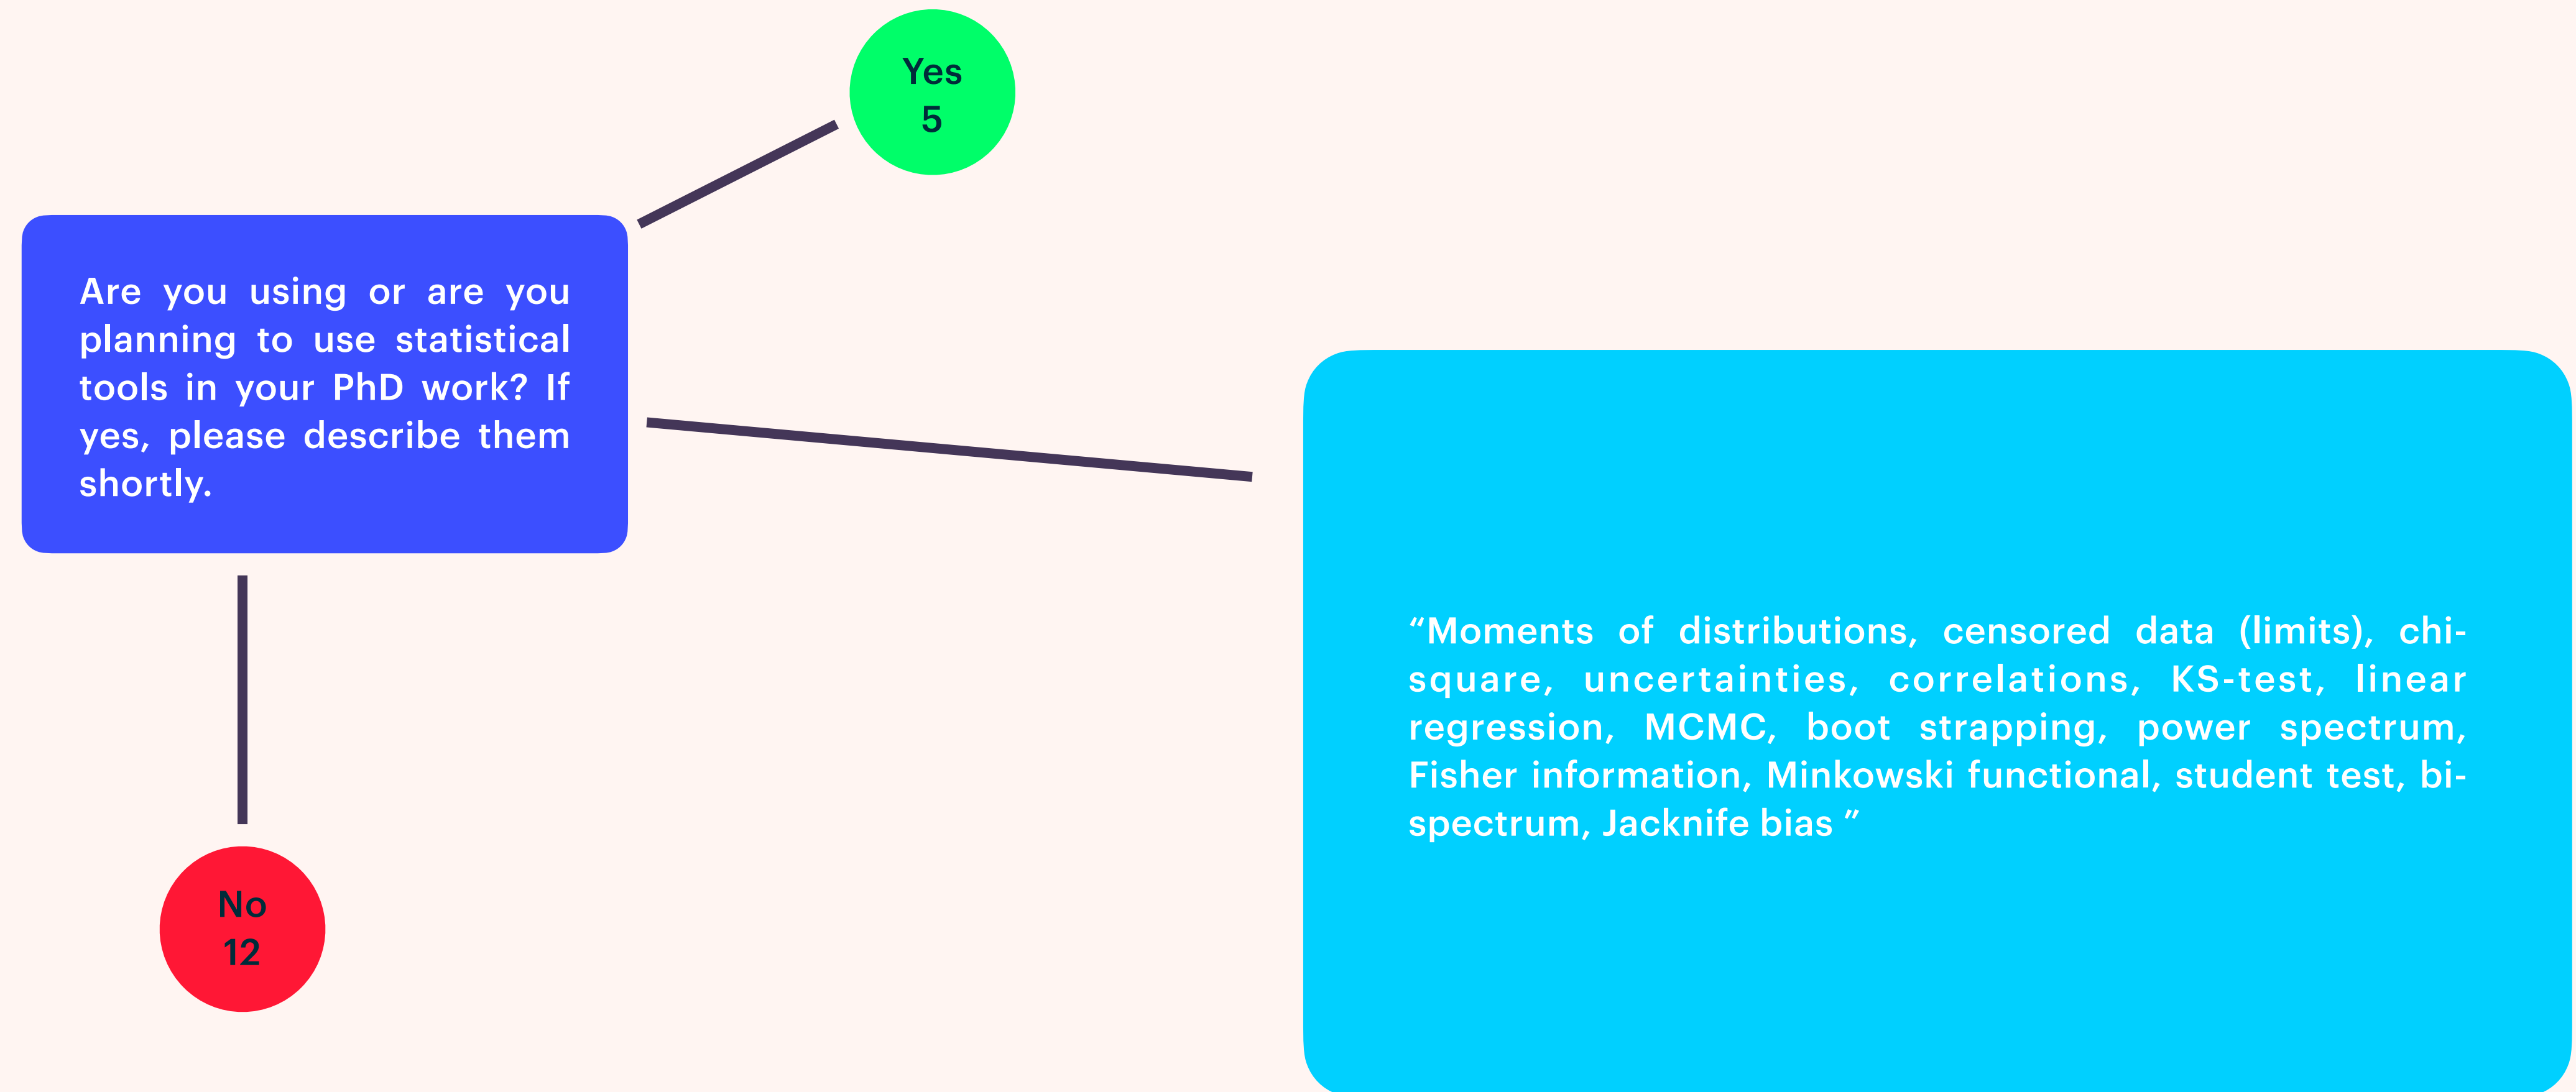 Yes
5
Are you using or are you
planning to use statistical
tools in your PhD work? If
yes, please describe them
shortly.
“Moments of distributions, censored data (limits), chi-
square, uncertainties, correlations, KS-test, linear
regression, MCMC, boot strapping, power spectrum,
Fisher information, Minkowski functional, student test, bi-
spectrum, Jacknife bias ”
No
12